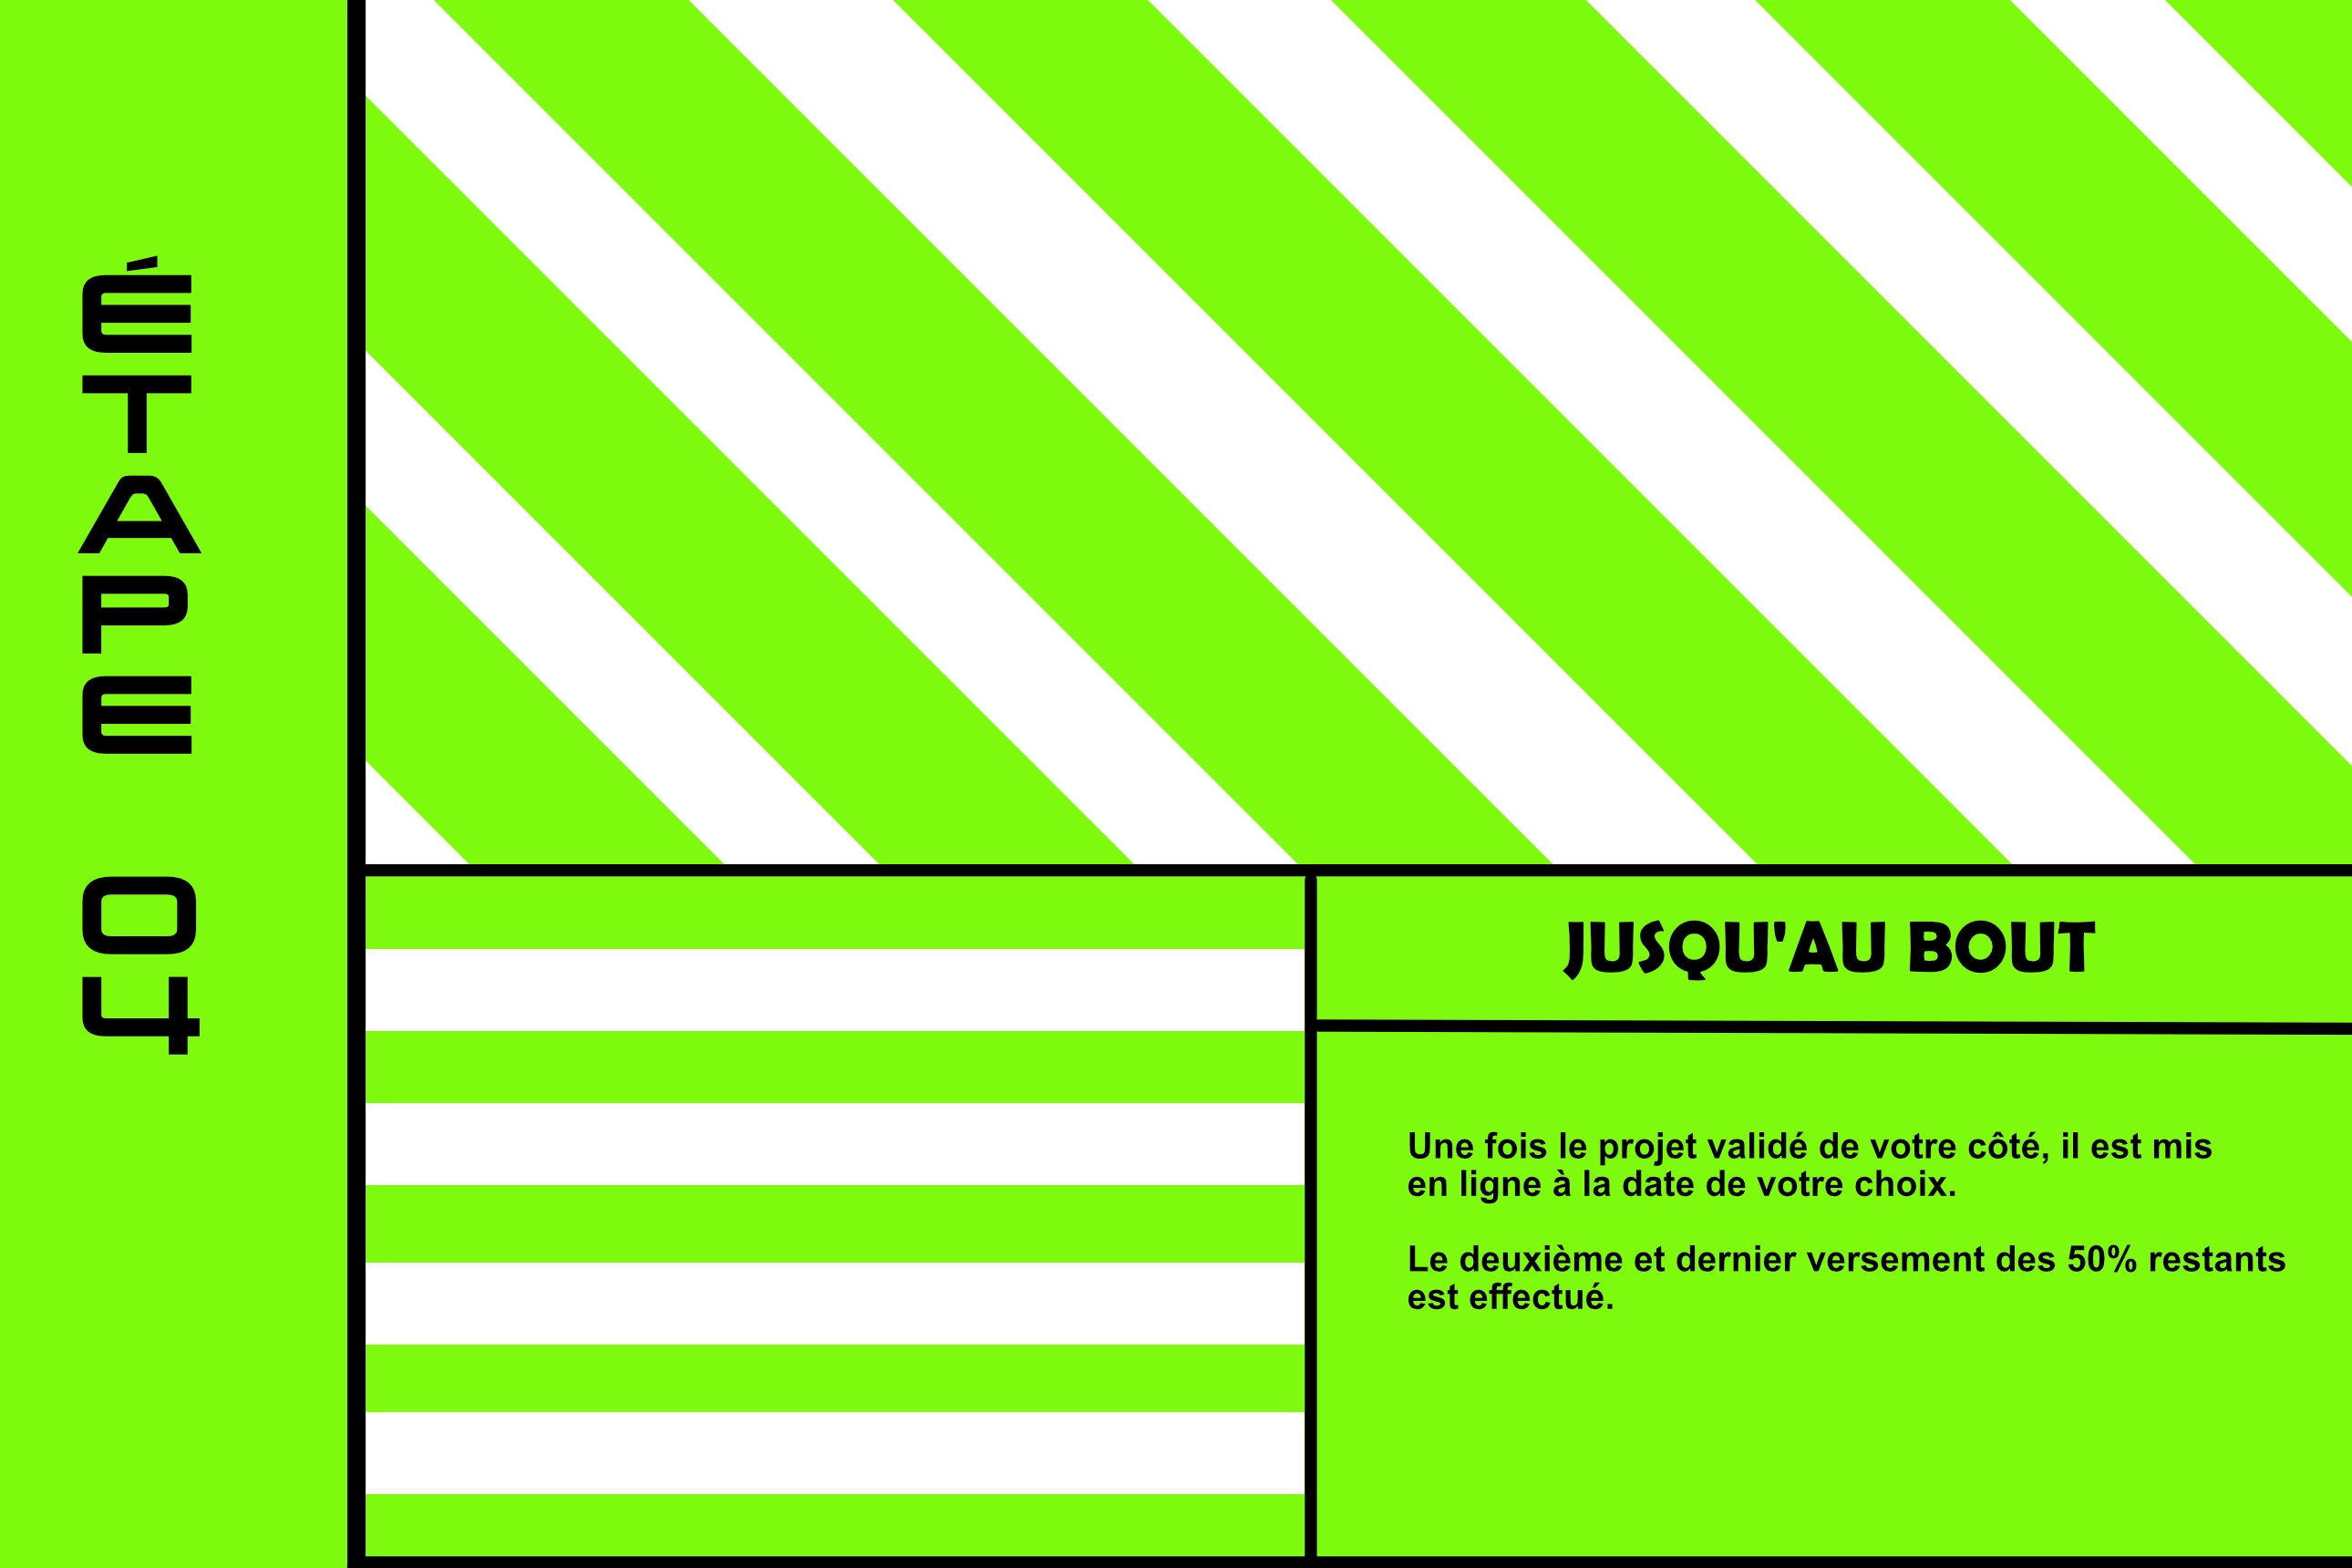 ÉTAPE 04
JUSQU'AU BOUT
Une fois le projet validé de votre côté, il est mis
en ligne à la date de votre choix.
Le deuxième et dernier versement des 50% restants
est effectué.